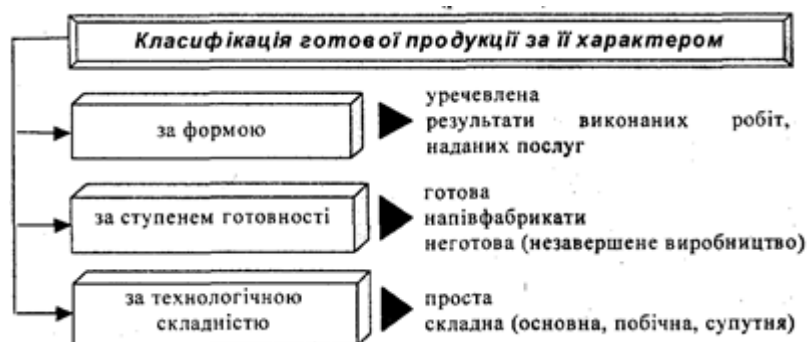 Класифікація готової продукції за її характером
за формою
уречевлена
результати виконаних робіт,
наданих послуг
за ступенем готовності
готова
напівфабрикати
неготова (незавершене виробництво)
за технологічною
складністю
проста
складна (основна, побічна, супутня)